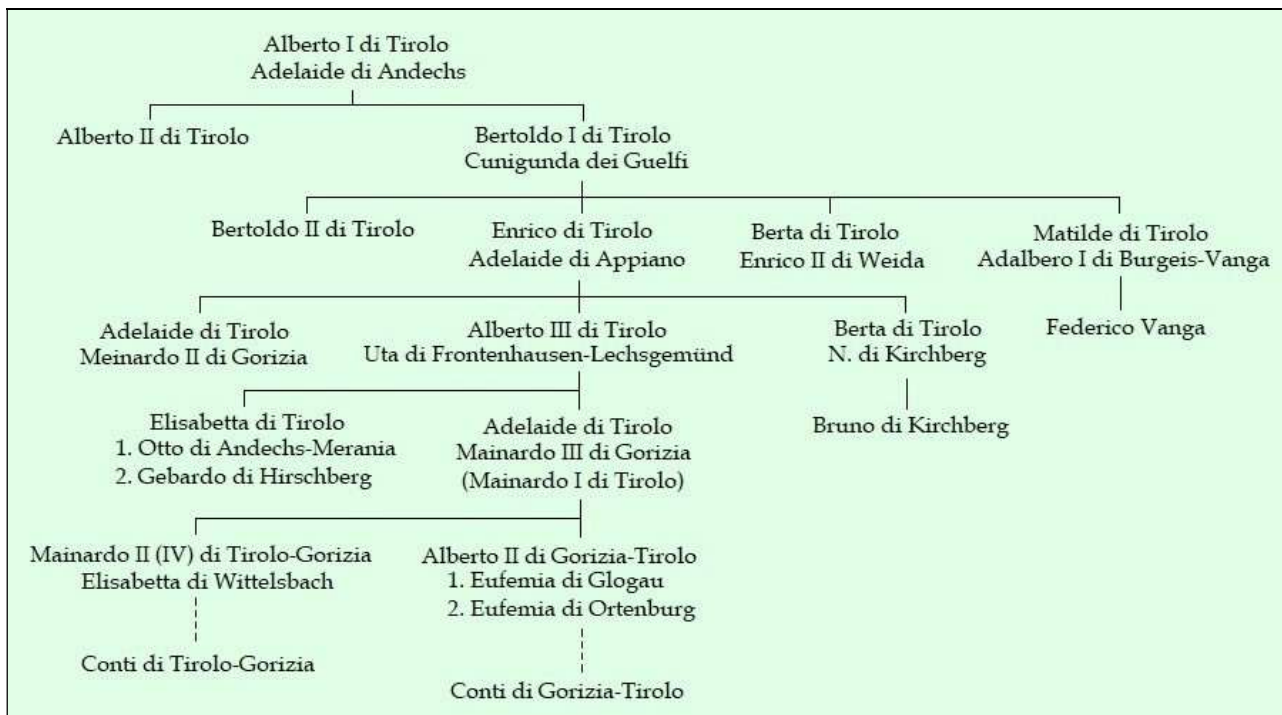 Alberto I di Tirolo
Adelaide di Andechs
Alberto II di Tirolo
Bertoldo I di Tirolo
Cunigunda dei Guelfi
Bertoldo II di Tirolo
Enrico di Tirolo
Adelaide di Appiano
Berta di Tirolo
Enrico II di Weida
Matilde di Tirolo
Adalbero I di Burgeis-Vanga
Adelaide di Tirolo
Meinardo II di Gorizia
Alberto III di Tirolo
Uta di Frontenhausen-Lechsgemünd
Berta di Tirolo
N. di Kirchberg
Federico Vanga
Elisabetta di Tirolo
1. Otto di Andechs-Merania
2. Gebardo di Hirschberg
Adelaide di Tirolo
Mainardo III di Gorizia
(Mainardo I di Tirolo)
Bruno di Kirchberg
Mainardo II (IV) di Tirolo-Gorizia
Elisabetta di Wittelsbach
Alberto II di Gorizia-Tirolo
1. Eufemia di Glogau
2. Eufemia di Ortenburg
Conti di Tirolo-Gorizia
Conti di Gorizia-Tirolo